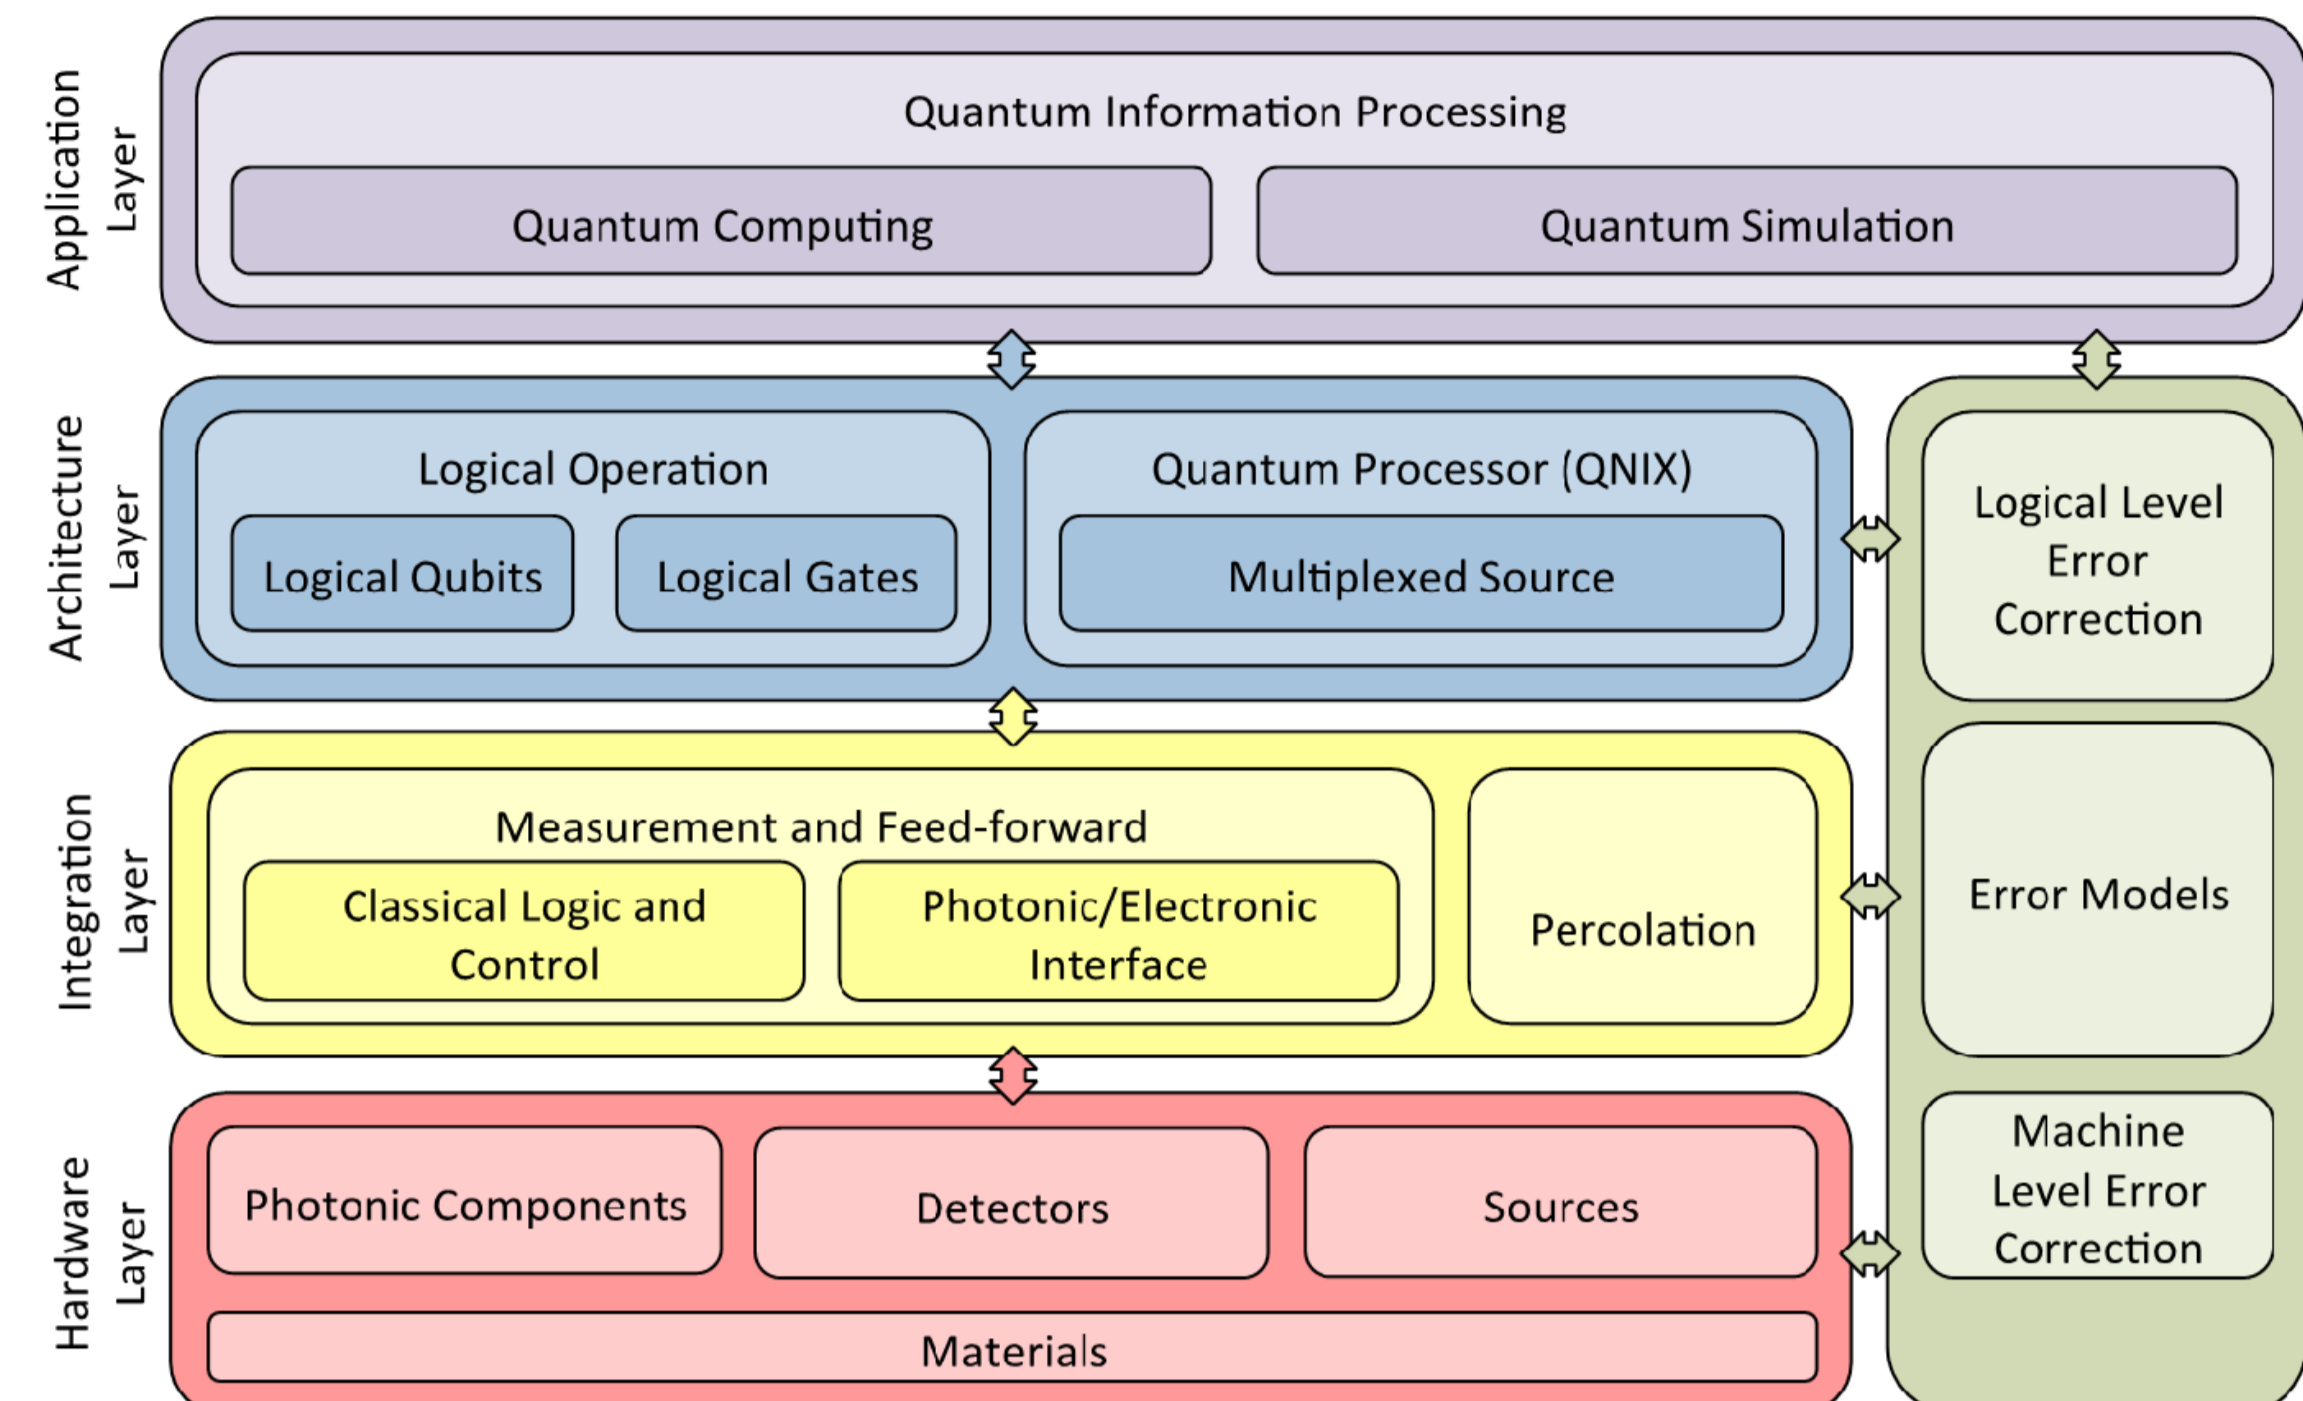 Application
Layer
Quantum Information Processing
Quantum Computing
Quantum Simulation
Architecture
Layer
Logical Operation
Logical Qubits
Logical Gates
Quantum Processor (QNIX)
Multiplexed Source
Logical Level
Error
Correction
Integration
Layer
Measurement and Feed-forward
Classical Logic and
Control
Photonic/Electronic
Interface
Percolation
Error Models
Hardware
Layer
Photonic Components
Detectors
Sources
Materials
Machine
Level Error
Correction